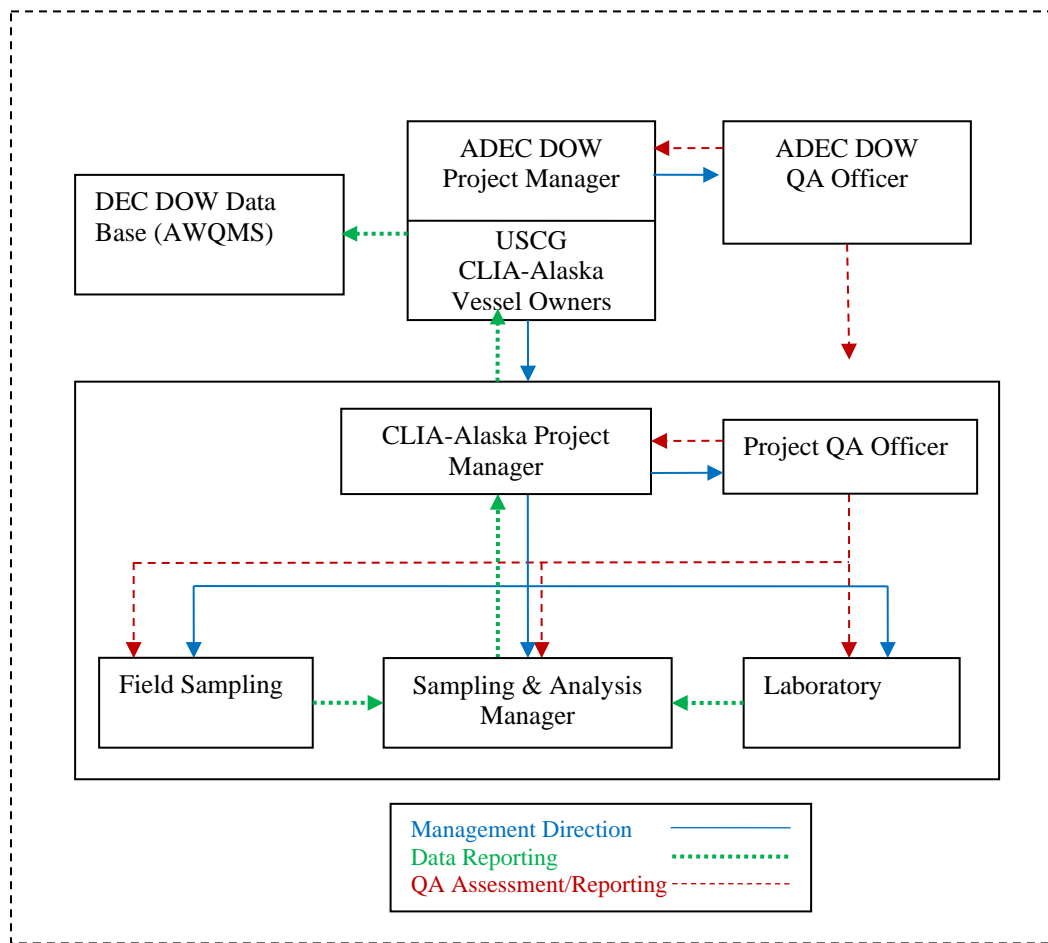 ADEC DOW
Project Manager
ADEC DOW
QA Officer
DEC DOW Data
Base (AWQMS)
USCG
CLIA-Alaska
Vessel Owners
CLIA-Alaska Project
Manager
Project QA Officer
Field Sampling
Sampling & Analysis
Manager
Laboratory
Management Direction
Data Reporting
QA Assessment/Reporting